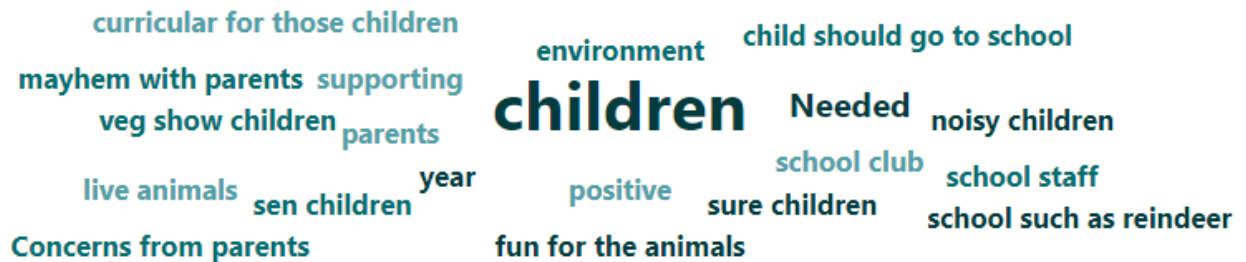 curricular for those children
environment
child should go to school
mayhem with parents
supporting
children
Needed
veg show children
parents
noisy children
school club
year
school staff
live animals
positive
sen children
sure children
school such as reindeer
Concerns from parents
fun for the animals